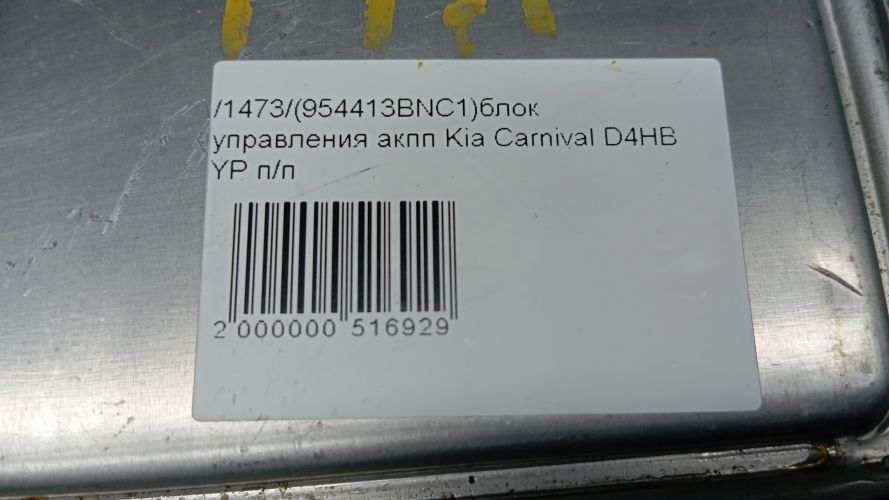 /1473/(954413BNC1)блок
управления акпп Kia Carnival D4HB
YP п/п
2 000000 516929